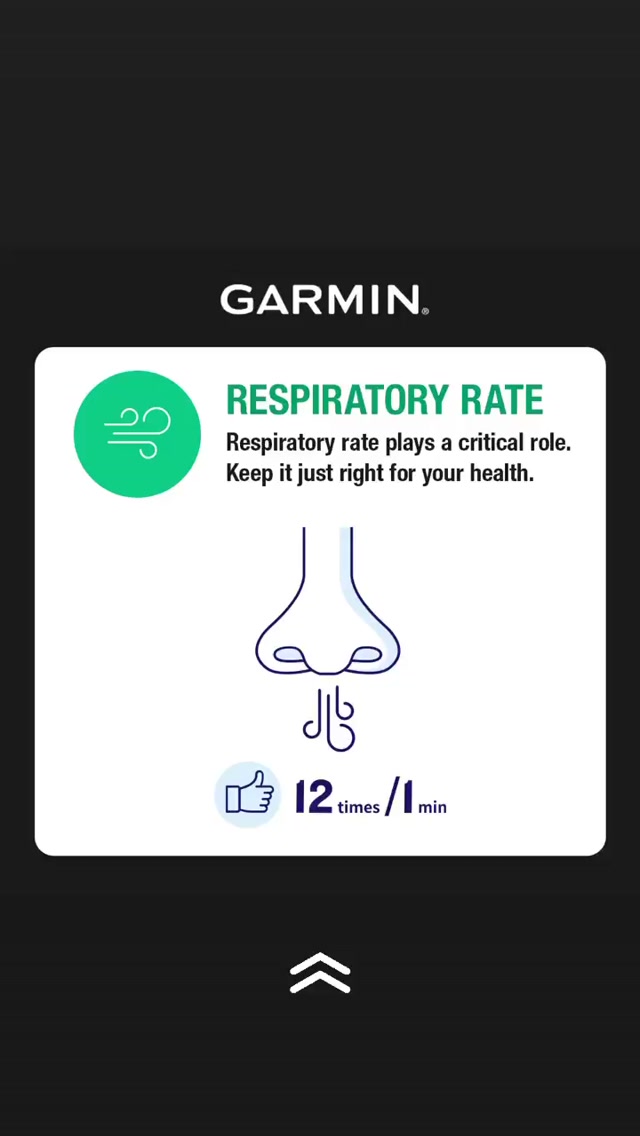 GARMIN®
RESPIRATORY RATE
Respiratory rate plays a critical role.
Keep it just right for your health.
12 times /1 min